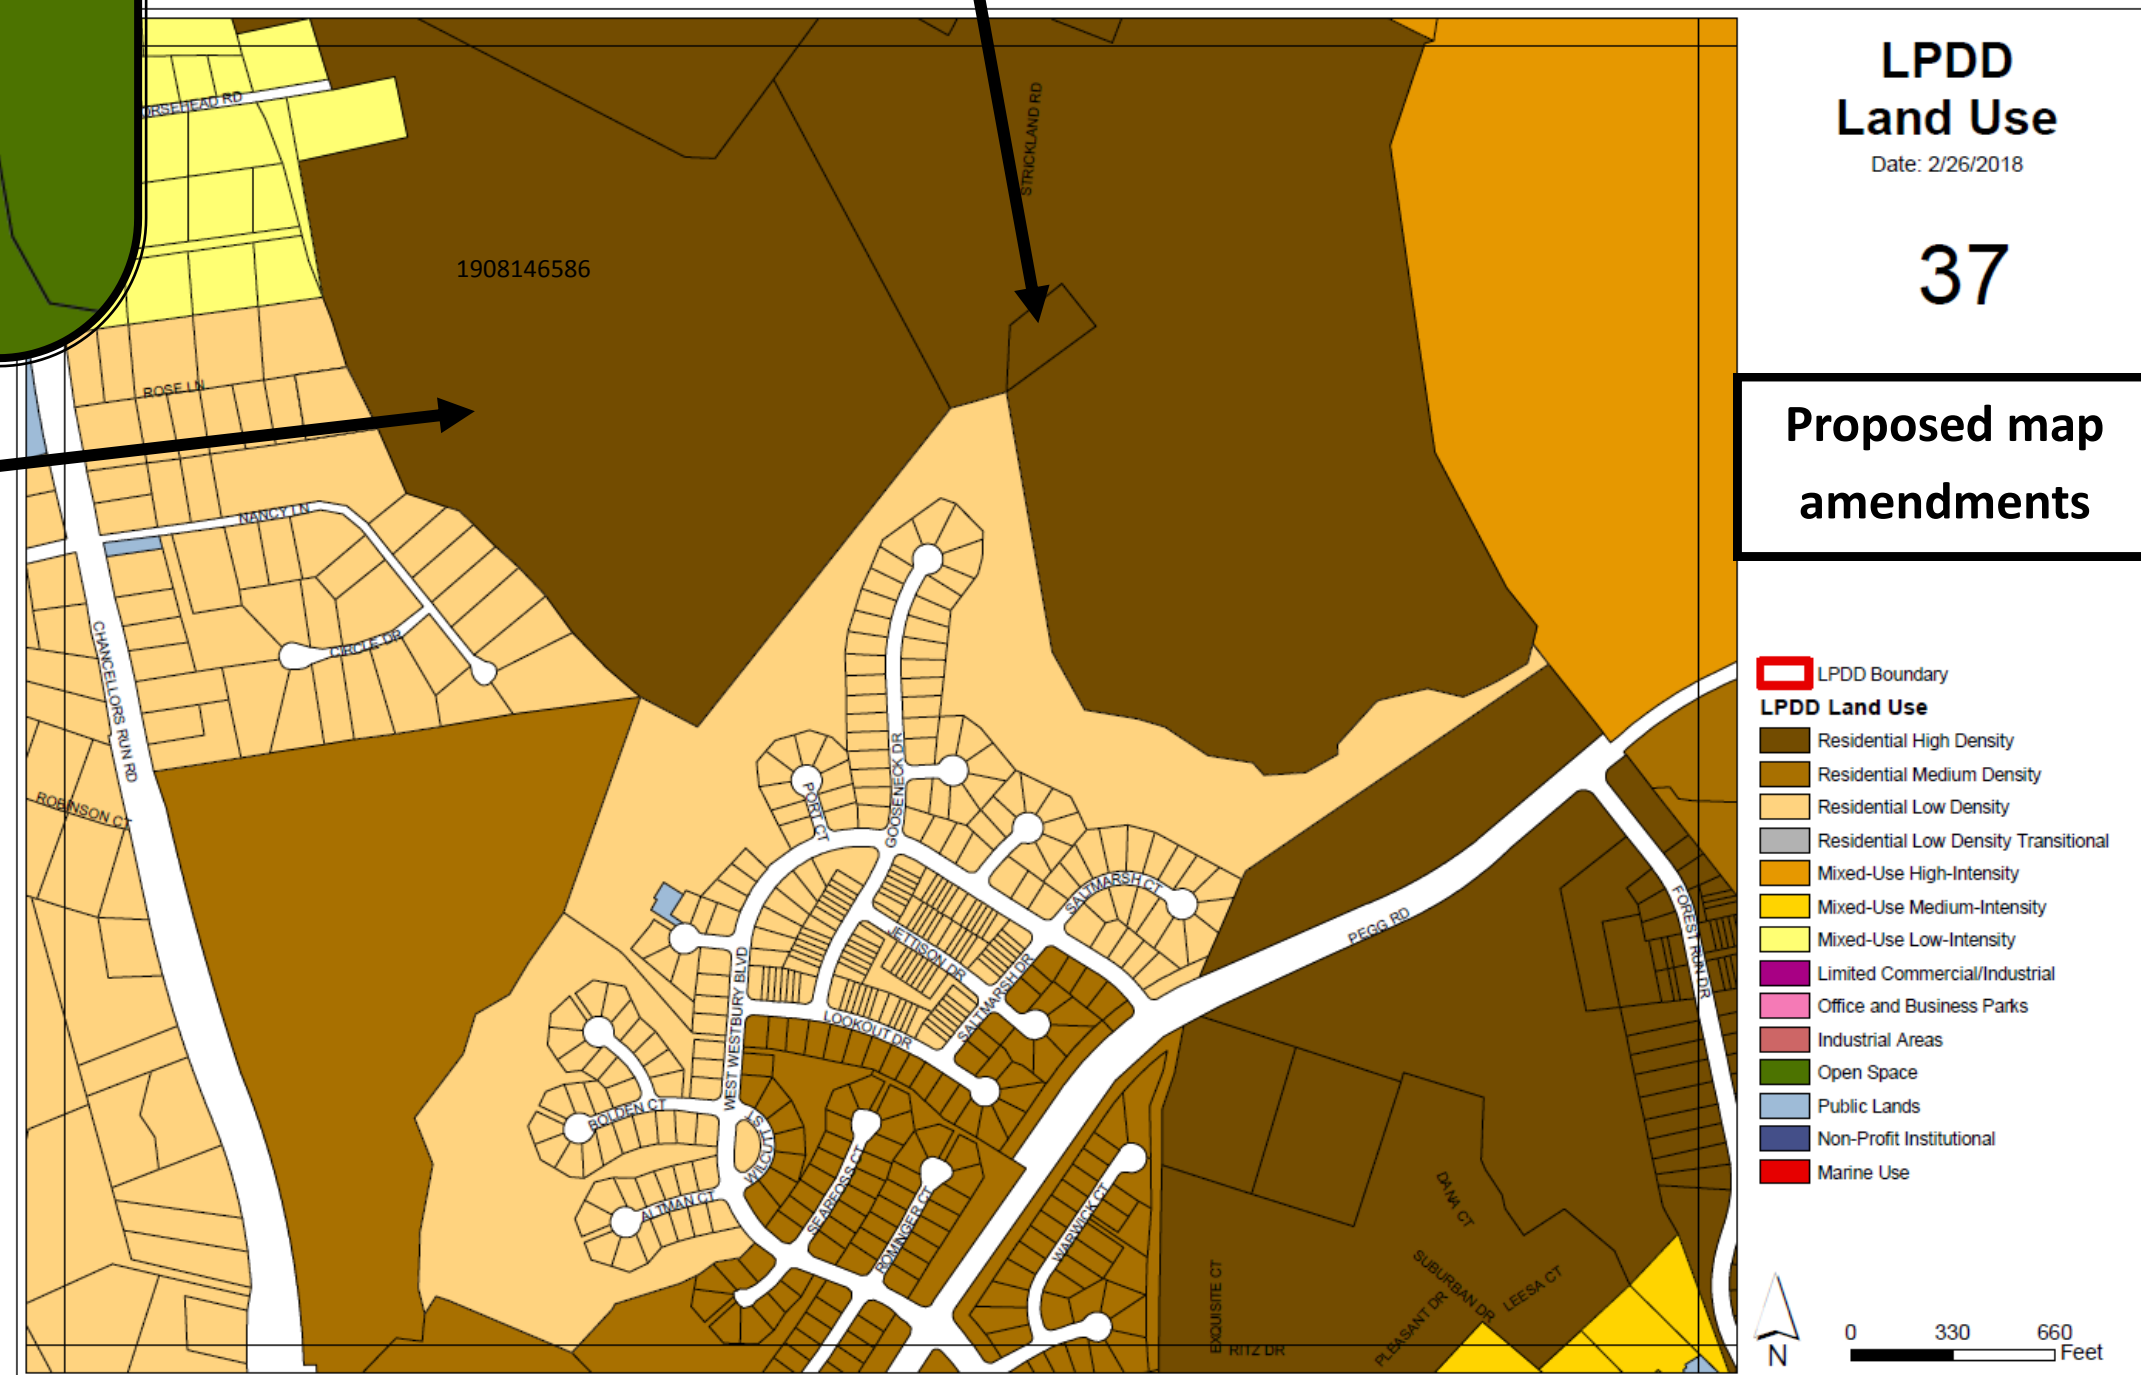 LPDD
Land Use
Date: 2/26/2018
37
Proposed map
amendments
LPDD Boundary
LPDD Land Use
Residential High Density
Residential Medium Density
Residential Low Density
Residential Low Density Transitional
Mixed-Use High-Intensity
Mixed-Use Medium-Intensity
Mixed-Use Low-Intensity
Limited Commercial/Industrial
Office and Business Parks
Industrial Areas
Open Space
Public Lands
Non-Profit Institutional
Marine Use
N
0 330 660
Feet
ORSEHEAD RD
STRICKLAND RD
1908146586
ROSE LN
NANCY LN
CIRCLE DR
CHANCELLORS RUN RD
ROBINSON CT
PORT CT
GOOSENECK DR
SALTMARSH CT
JETTISON DR
SALTMARSH DR
LOOKOUT DR
WEST WESTBURY BLVD
PEGG RD
FOREST RUN DR
BOLDEN CT
WILCUTT ST
ALTMAN CT
SEARFOSS CT
ROMINGER CT
WARWICK CT
DANA CT
SUBURBAN DR
LEESA CT
PLEASANT DR
EXQUISITE CT
RITZ DR